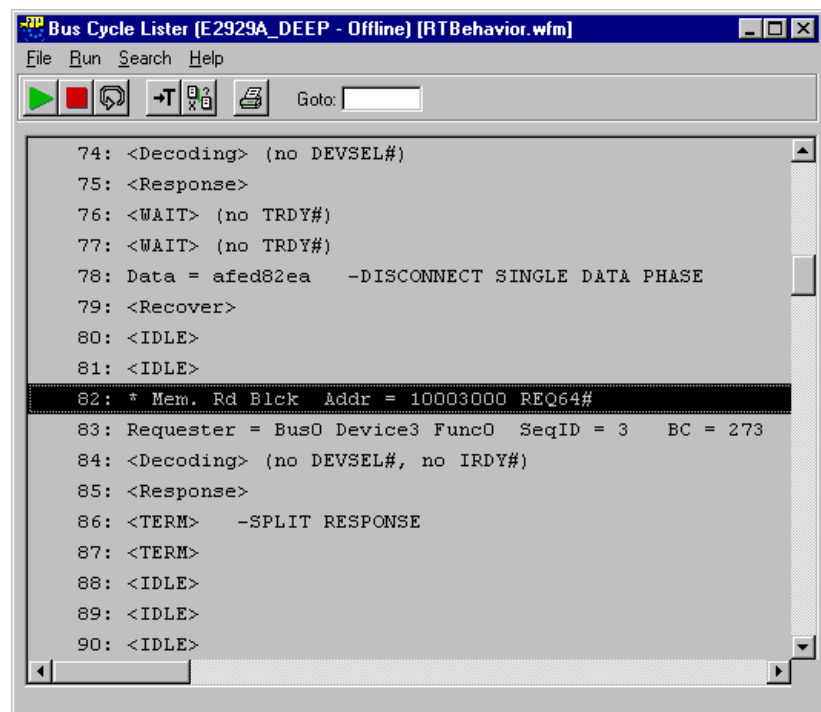 Bus Cycle Lister (E2929A_DEEP - Offline) [RTBehavior.wfm]
File Run Search Help
→T Goto:
74: <Decoding> (no DEVSEL#)
75: <Response>
76: <WAIT> (no TRDY#)
77: <WAIT> (no TRDY#)
78: Data = afed82ea -DISCONNECT SINGLE DATA PHASE
79: <Recover>
80: <IDLE>
81: <IDLE>
82: * Mem. Rd Blck Addr = 10003000 REQ64#
83: Requester = Bus0 Device3 Func0 SeqID = 3 BC = 273
84: <Decoding> (no DEVSEL#, no IRDY#)
85: <Response>
86: <TERM> -SPLIT RESPONSE
87: <TERM>
88: <IDLE>
89: <IDLE>
90: <IDLE>